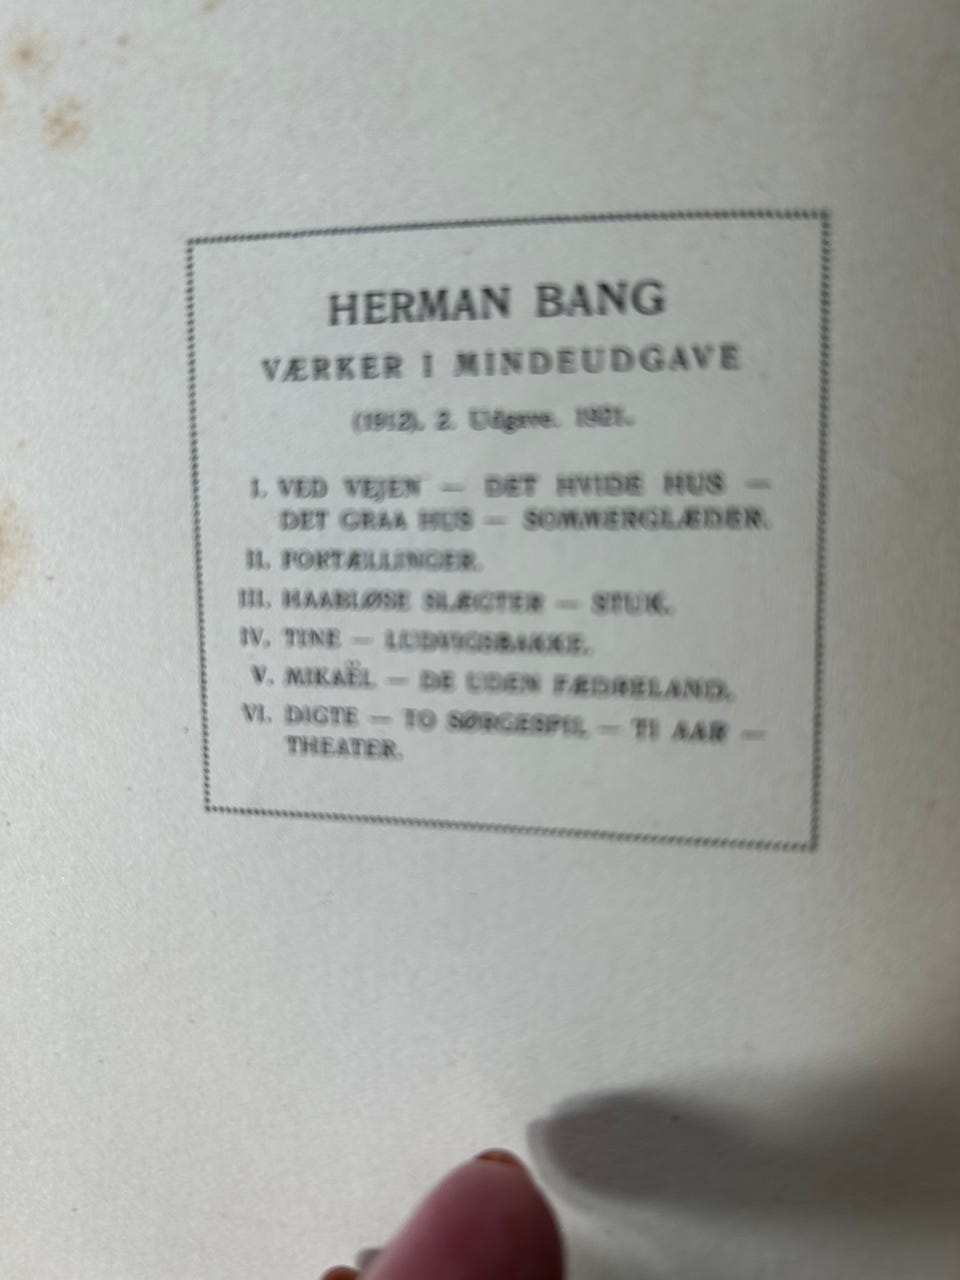 HERMAN BANG
VÆRKER I MINDEUDGAVE
(1912). 2. Udgave. 1921.
I. VED VEJEN — DET HVIDE HUS —
DET GRAA HUS — SOMMERGLÆDER.
II. FORTÆLLINGER.
III. HAABLØSE SLÆGTER — STUK.
IV. TINE — LUDVIGSBAKKE.
V. MIKAËL — DE UDEN FÆDRELAND.
VI. DIGTE — TO SØRGESPIL — TI AAR —
THEATER.